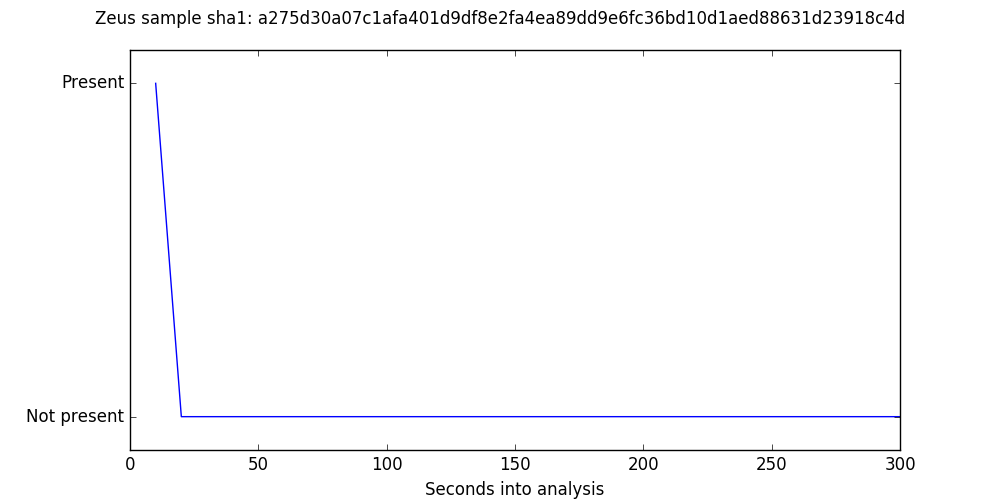 Zeus sample sha1: a275d30a07c1afa401d9df8e2fa4ea89dd9e6fc36bd10d1aed88631d23918c4d
Present
Not present
0 50 100 150 200 250 300
Seconds into analysis